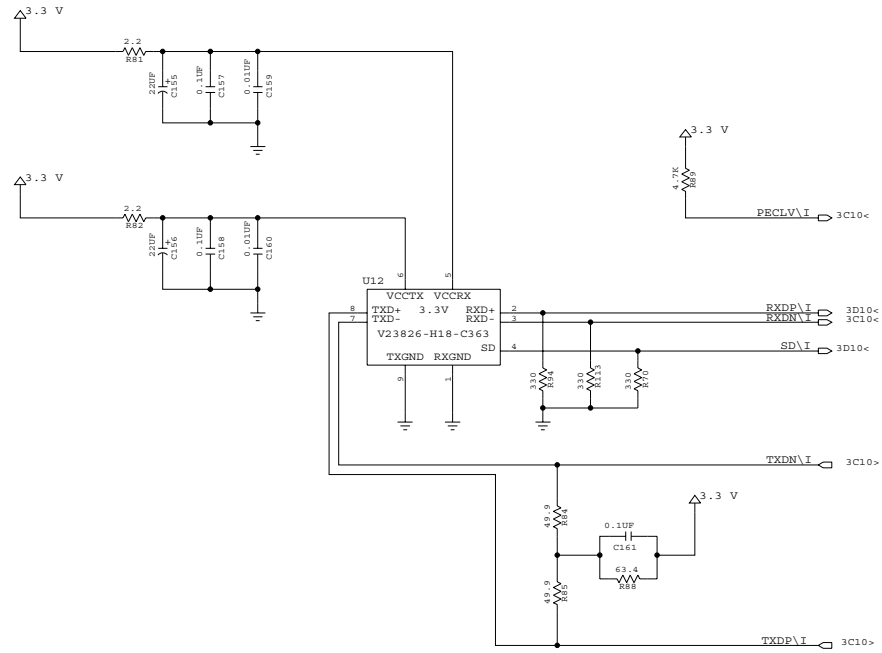 3.3 V
2.2
R81
22UF
+
C155
0.1UF
C157
0.01UF
C159
3.3 V
4.7K
R89
PECLV\I
3C10<
3.3 V
2.2
R82
22UF
+
C156
0.1UF
C158
0.01UF
C160
6
5
U12
VCCTX VCCRX
8 TXD+ 3.3V RXD+ 2
7 TXD- RXD- 3
V23826-H18-C363
SD 4
TXGND RXGND
9
1
RXDP\I
3D10<
RXDN\I
3C10<
SD\I
3D10<
330
R94
330
R113
330
R70
TXDN\I
3C10>
49.9
R84
3.3 V
0.1UF
C161
63.4
R88
49.9
R85
TXDP\I
3C10>